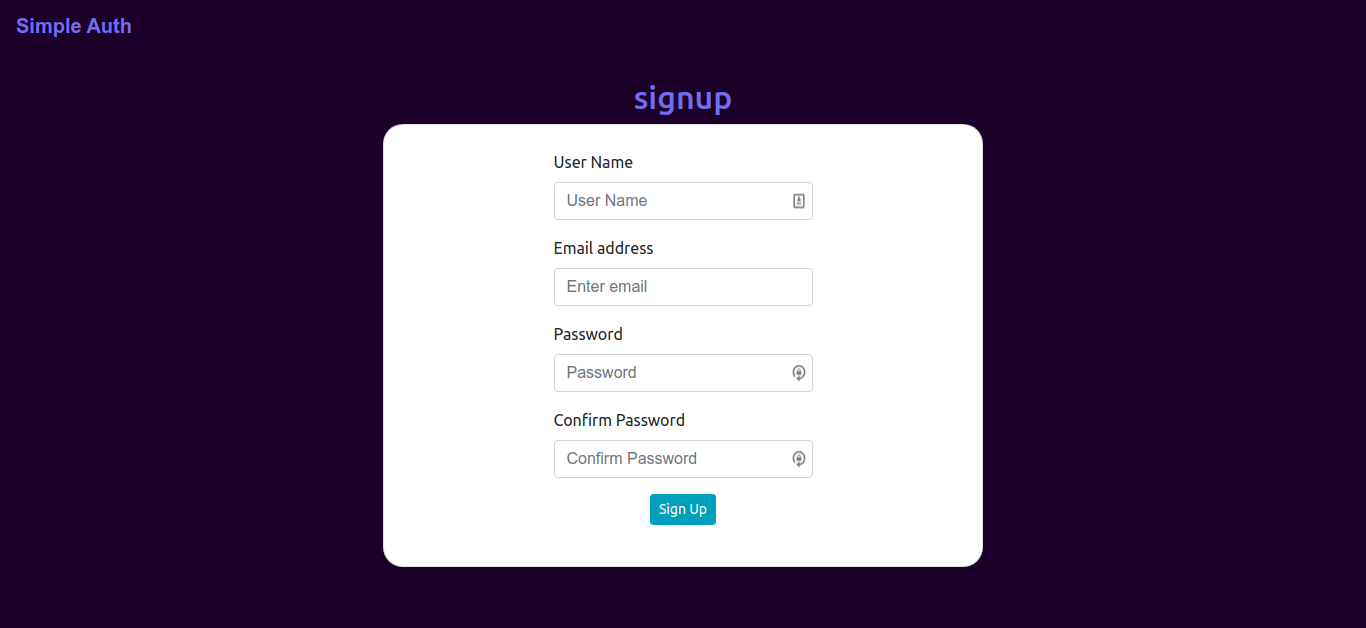 Simple Auth
signup
User Name
User Name
Email address
Enter email
Password
Password
Confirm Password
Confirm Password
Sign Up